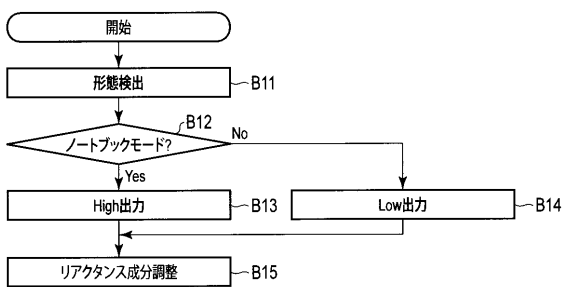 開始
形態検出
B11
B12
ノートブックモード?
No
Yes
High出力
B13
Low出力
B14
リアクタンス成分調整
B15